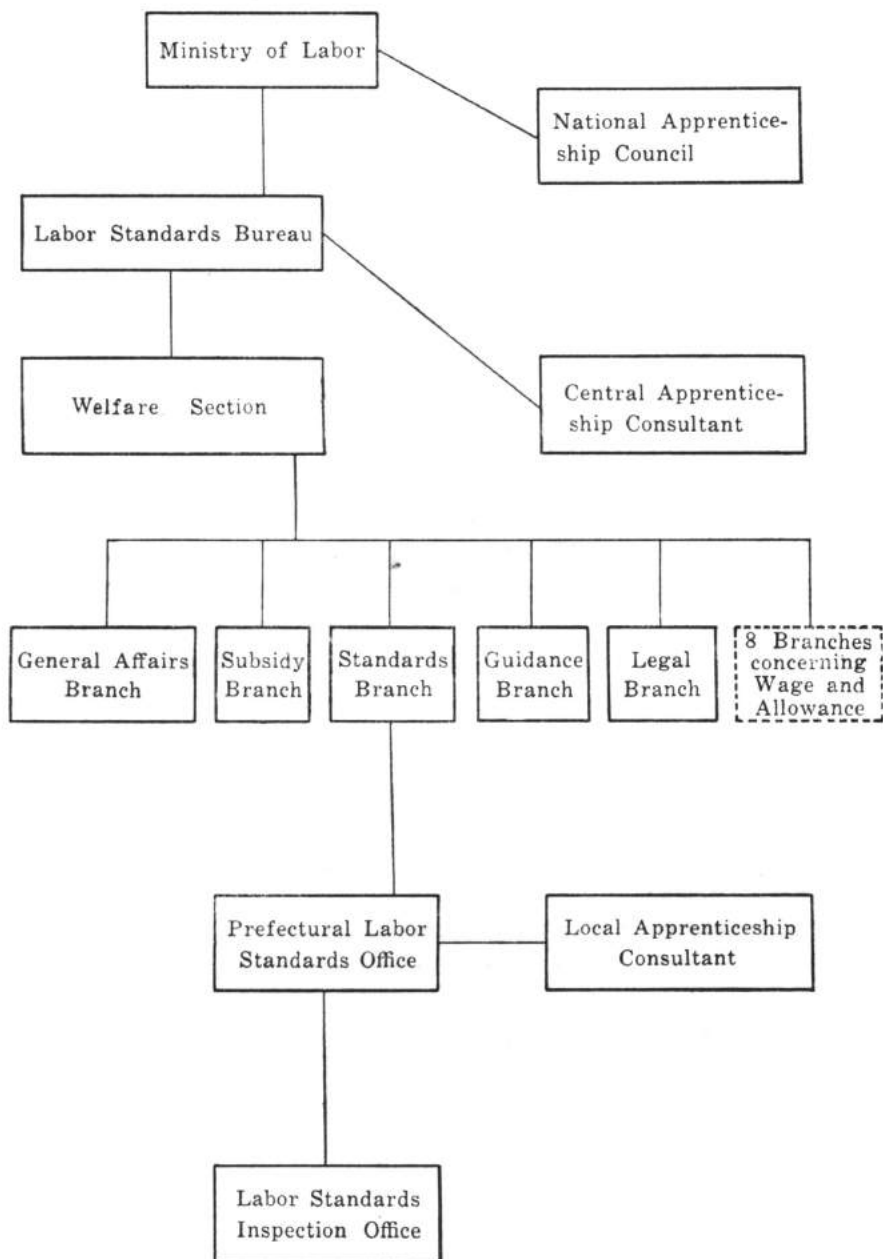 Ministry of Labor
National Apprentice-
ship Council
Labor Standards Bureau
Welfare Section
Central Apprentice-
ship Consultant
General Affairs
Branch
Subsidy
Branch
Standards
Branch
Guidance
Branch
Legal
Branch
8 Branches
concerning
Wage and
Allowance
Prefectural Labor
Standards Office
Local Apprenticeship
Consultant
Labor Standards
Inspection Office